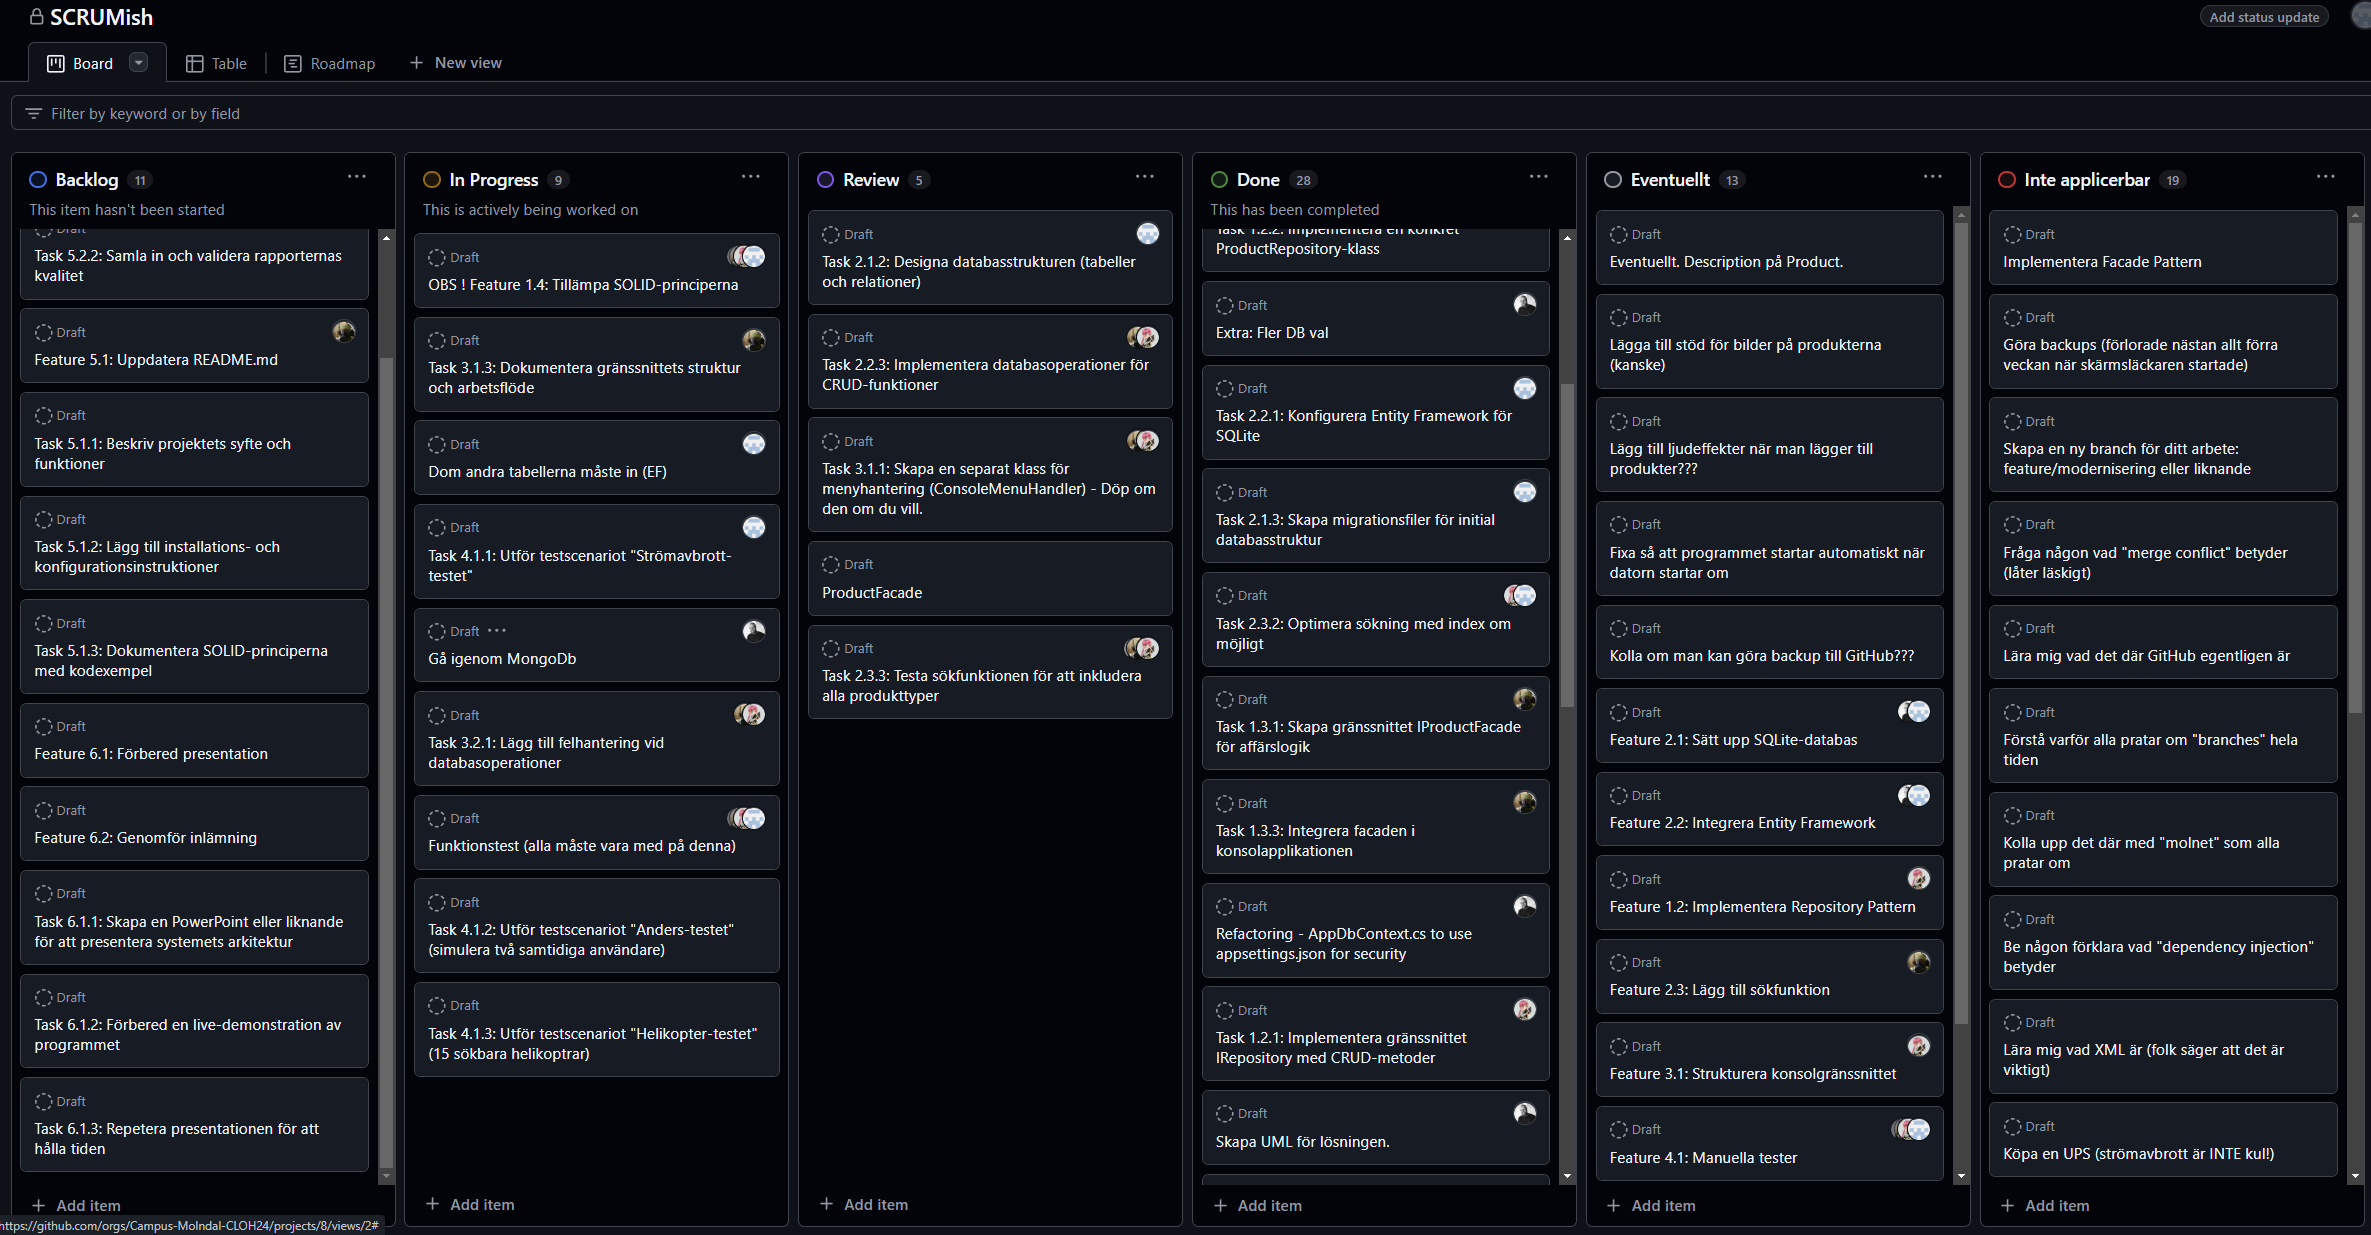 SCRUMish
Add status update
Board
Table
Roadmap
New view
Filter by keyword or by field
Backlog 11
This item hasn't been started
Draft
Task 5.2.2: Samla in och validera rapporternas
kvalitet
Draft
Feature 5.1: Uppdatera README.md
Draft
Task 5.1.1: Beskriv projektets syfte och
funktioner
Draft
Task 5.1.2: Lägg till installations- och
konfigurationsinstruktioner
Draft
Task 5.1.3: Dokumentera SOLID-principerna
med kodexempel
Draft
Feature 6.1: Förbered presentation
Draft
Feature 6.2: Genomför inlämning
Draft
Task 6.1.1: Skapa en PowerPoint eller liknande
för att presentera systemets arkitektur
Draft
Task 6.1.2: Förbered en live-demonstration av
programmet
Draft
Task 6.1.3: Repetera presentationen för att
hålla tiden
Add item
In Progress 9
This is actively being worked on
Draft
OBS ! Feature 1.4: Tillämpa SOLID-principerna
Draft
Task 3.1.3: Dokumentera gränssnittets struktur
och arbetsflöde
Draft
Dom andra tabellerna måste in (EF)
Draft
Task 4.1.1: Utför testscenariot "Strömavbrott-
testet"
Draft
Gå igenom MongoDb
Draft
Task 3.2.1: Lägg till felhantering vid
databasoperationer
Draft
Funktionstest (alla måste vara med på denna)
Draft
Task 4.1.2: Utför testscenariot "Anders-testet"
(simulera två samtidiga användare)
Draft
Task 4.1.3: Utför testscenariot "Helikopter-testet"
(15 sökbara helikoptrar)
Add item
Review 5
Draft
Task 2.1.2: Designa databasstrukturen (tabeller
och relationer)
Draft
Task 2.2.3: Implementera databasoperationer för
CRUD-funktioner
Draft
Task 3.1.1: Skapa en separat klass för
menyhantering (ConsoleMenuHandler) - Döp om
den om du vill.
Draft
ProductFacade
Draft
Task 2.3.3: Testa sökfunktionen för att inkludera
alla produkttyper
Add item
Done 28
This has been completed
Task 1.2.2: Implementera en konkret
ProductRepository-klass
Draft
Extra: Fler DB val
Draft
Task 2.2.1: Konfigurera Entity Framework för
SQLite
Draft
Task 2.1.3: Skapa migrationsfiler för initial
databasstruktur
Draft
Task 2.3.2: Optimera sökning med index om
möjligt
Draft
Task 1.3.1: Skapa gränssnittet IProductFacade
för affärslogik
Draft
Task 1.3.3: Integrera facaden i
konsolapplikationen
Draft
Refactoring - AppDbContext.cs to use
appsettings.json for security
Draft
Task 1.2.1: Implementera gränssnittet
IRepository med CRUD-metoder
Draft
Skapa UML för lösningen.
Add item
Eventuellt 13
Draft
Eventuellt. Description på Product.
Draft
Lägga till stöd för bilder på produkterna
(kanske)
Draft
Lägg till ljudeffekter när man lägger till
produkter???
Draft
Fixa så att programmet startar automatiskt när
datorn startar om
Draft
Kolla om man kan göra backup till GitHub???
Draft
Feature 2.1: Sätt upp SQLite-databas
Draft
Feature 2.2: Integrera Entity Framework
Draft
Feature 1.2: Implementera Repository Pattern
Draft
Feature 2.3: Lägg till sökfunktion
Draft
Feature 3.1: Strukturera konsolgränssnittet
Draft
Feature 4.1: Manuella tester
Add item
Inte applicerbar 19
Draft
Implementera Facade Pattern
Draft
Göra backups (förlorade nästan allt förra
veckan när skärmsläckaren startade)
Draft
Skapa en ny branch för ditt arbete:
feature/modernisering eller liknande
Draft
Fråga någon vad "merge conflict" betyder
(låter läskigt)
Draft
Lära mig vad det där GitHub egentligen är
Draft
Förstå varför alla pratar om "branches" hela
tiden
Draft
Kolla upp det där med "molnet" som alla
pratar om
Draft
Be någon förklara vad "dependency injection"
betyder
Draft
Lära mig vad XML är (folk säger att det är
viktigt)
Draft
Köpa en UPS (strömavbrott är INTE kul!)
Add item
https://github.com/orgs/Campus-Molndal-CLOH24/projects/8/views/2#